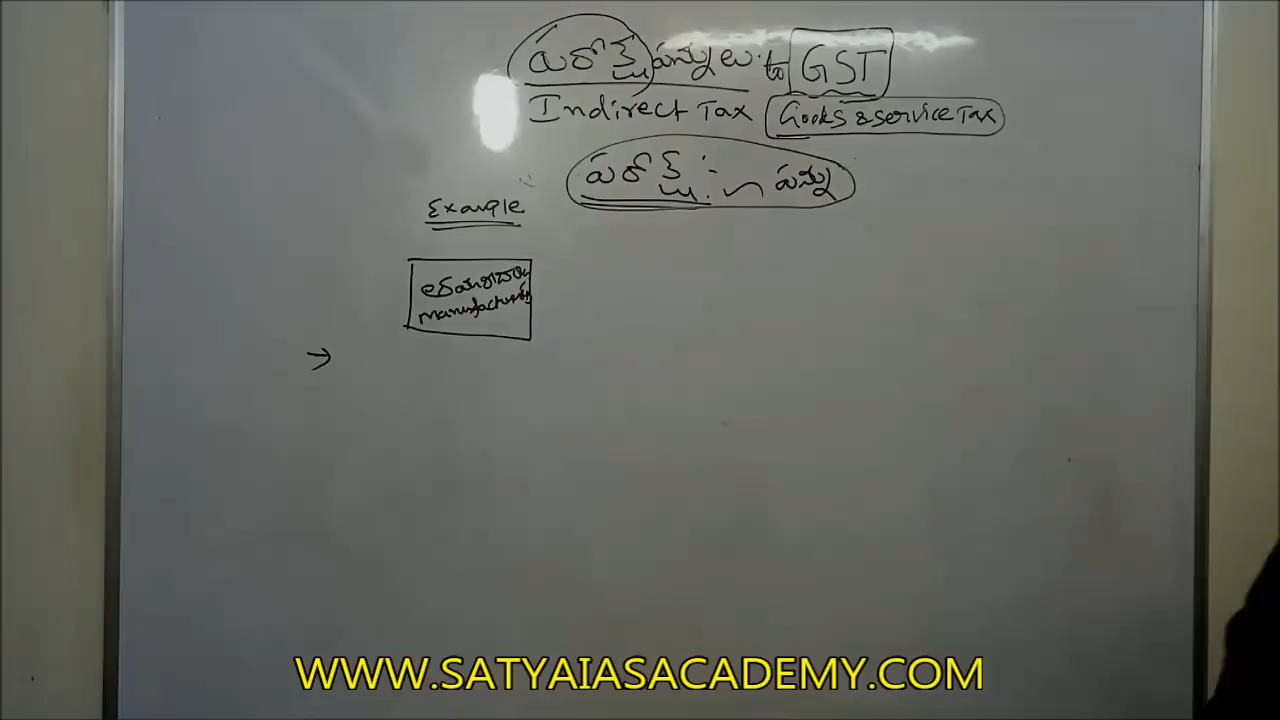 పరోక్ష పన్నులు to GST
Indirect Tax Goods & service Tax
పరోక్ష :- పన్ను
Example
manufacturing
WWW.SATYAIASACADEMY.COM